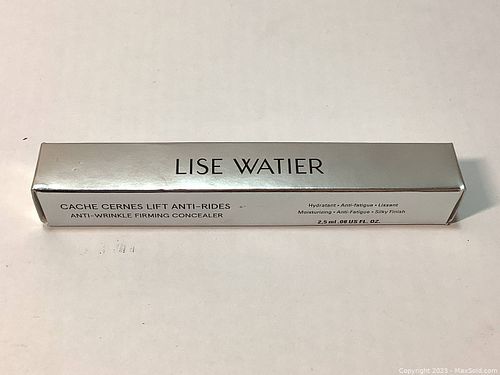 LISE WATIER
CACHE CERNES LIFT ANTI-RIDES
ANTI-WRINKLE FIRMING CONCEALER
Hydratant • Anti-fatigue • Lissant
Moisturizing • Anti-Fatigue • Silky Finish
2,5 ml .08 US FL. OZ.
Copyright 2023 - MaxSold.com